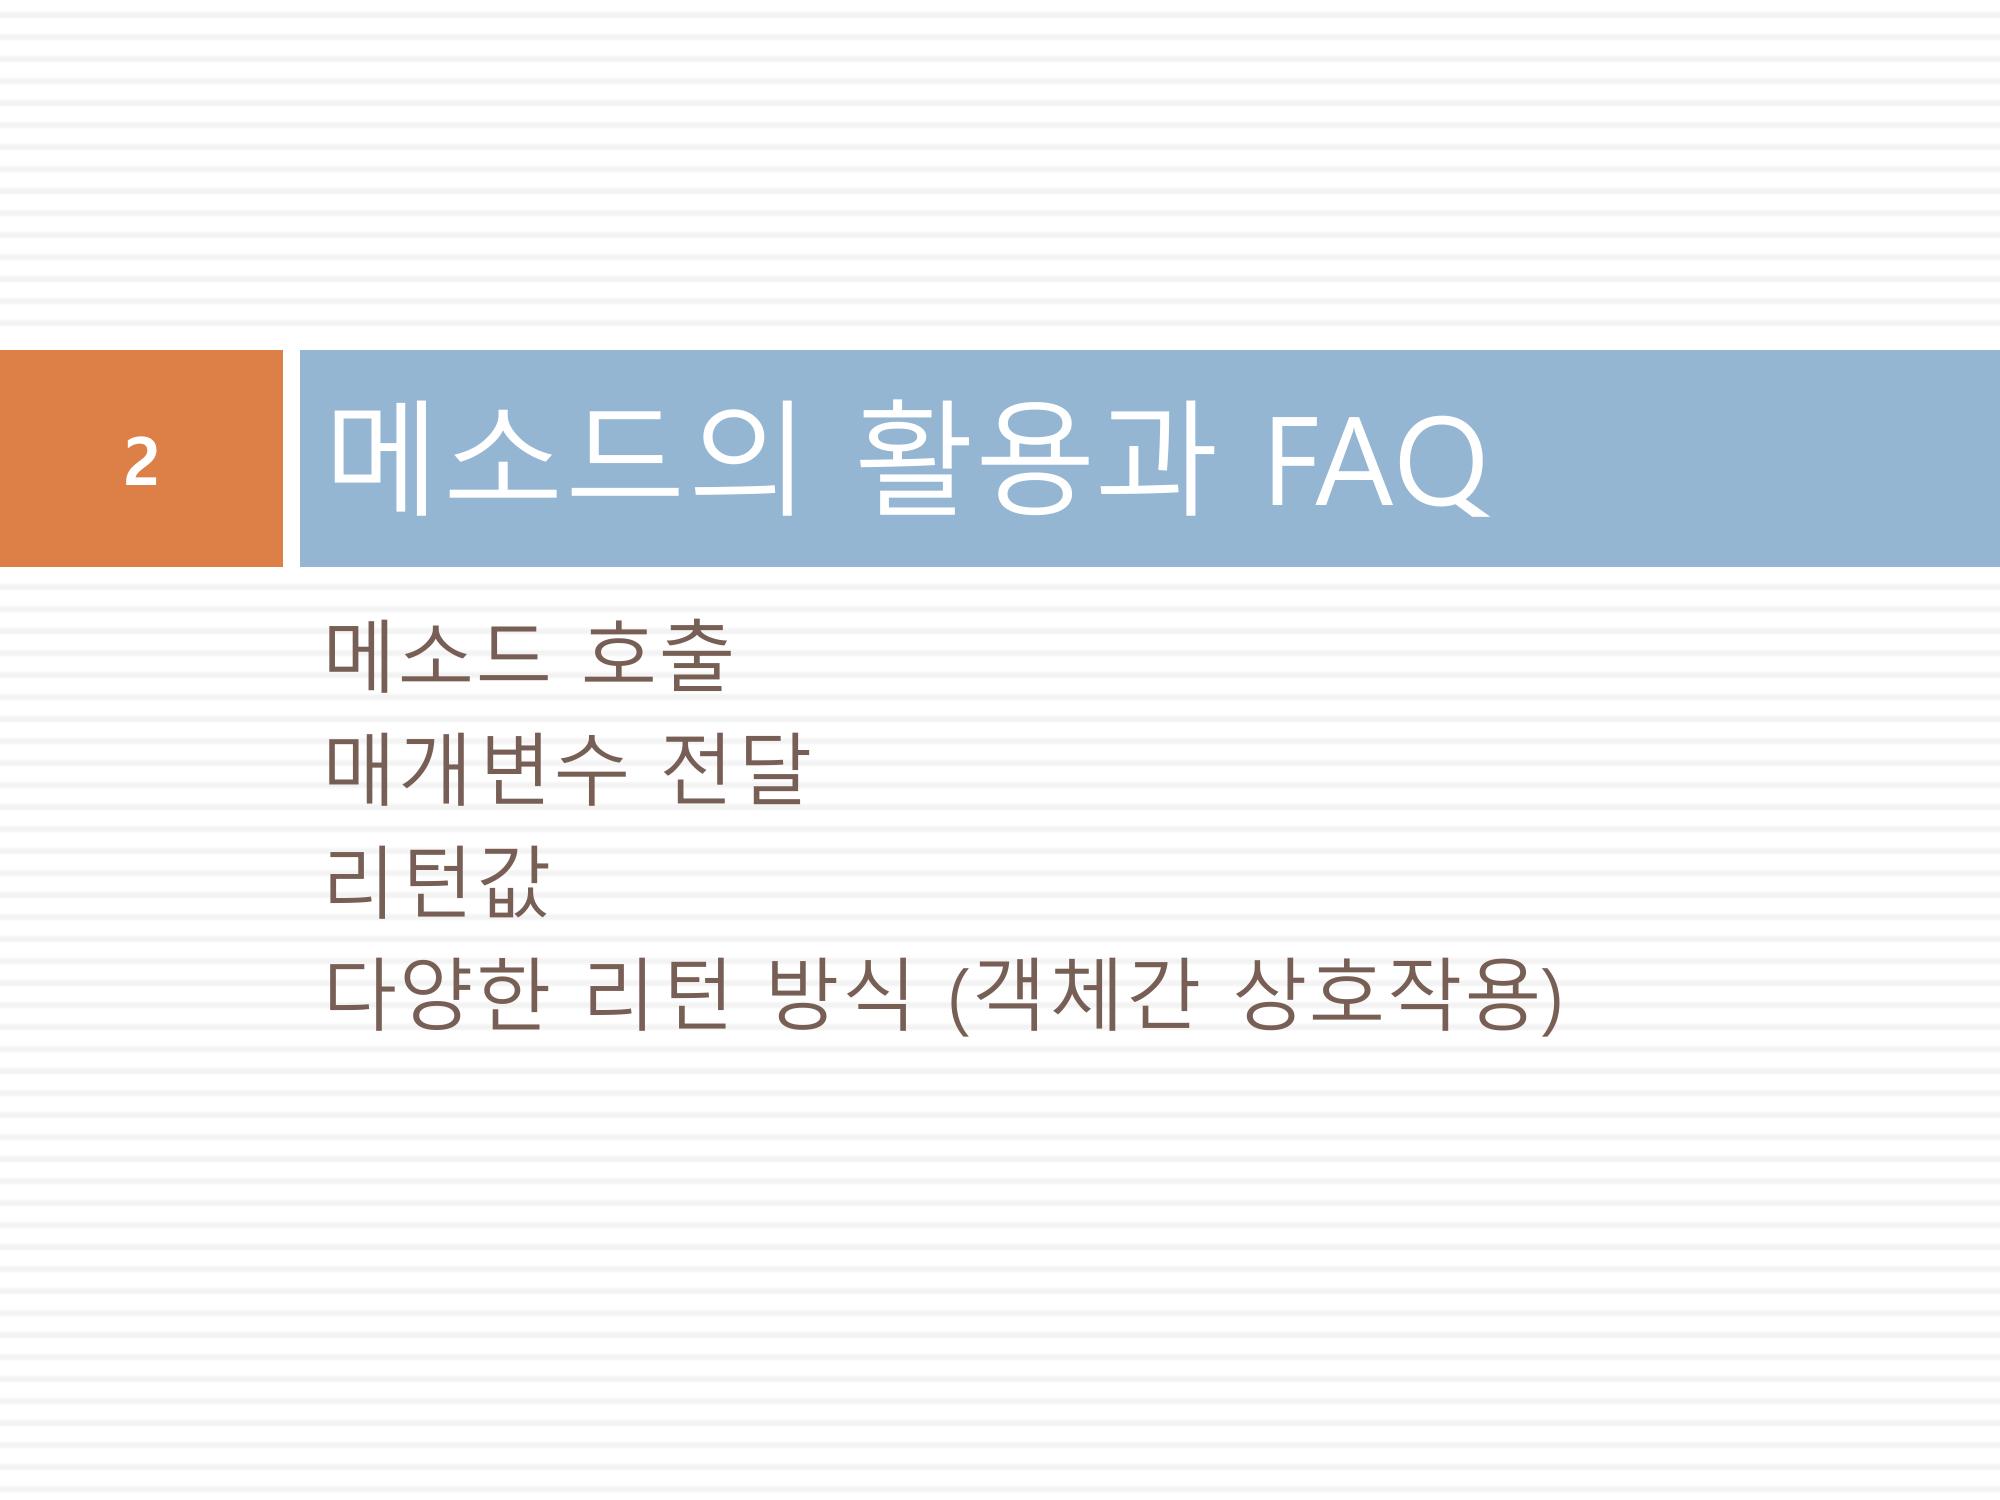 2
메소드의 활용과 FAQ
메소드 호출
매개변수 전달
리턴값
다양한 리턴 방식 (객체간 상호작용)